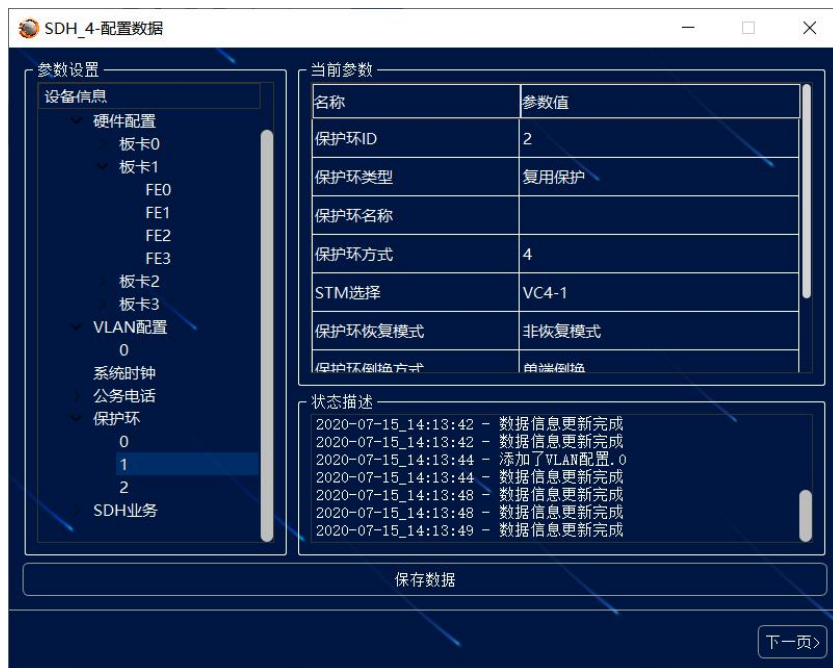 SDH_4-配置数据
参数设置
设备信息
硬件配置
板卡0
板卡1
FE0
FE1
FE2
FE3
板卡2
板卡3
VLAN配置
0
系统时钟
公务电话
保护环
0
1
2
SDH业务
当前参数
名称 参数值
保护环ID 2
保护环类型 复用保护
保护环名称
保护环方式 4
STM选择 VC4-1
保护环恢复模式 非恢复模式
保护环倒换方式 单端倒换
状态描述
2020-07-15_14:13:42 - 数据信息更新完成
2020-07-15_14:13:42 - 数据信息更新完成
2020-07-15_14:13:44 - 添加了VLAN配置.0
2020-07-15_14:13:44 - 数据信息更新完成
2020-07-15_14:13:48 - 数据信息更新完成
2020-07-15_14:13:48 - 数据信息更新完成
2020-07-15_14:13:49 - 数据信息更新完成
保存数据
下一页>